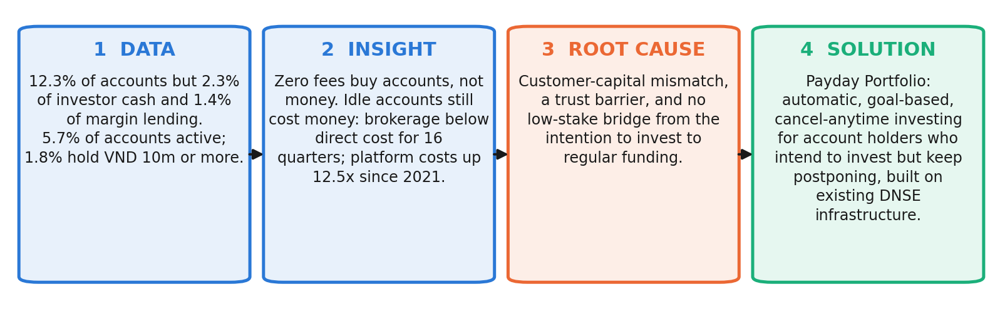 1  DATA
12.3% of accounts but 2.3%
of investor cash and 1.4%
of margin lending.
5.7% of accounts active;
1.8% hold VND 10m or more.
2  INSIGHT
Zero fees buy accounts, not
money. Idle accounts still
cost money: brokerage below
direct cost for 16
quarters; platform costs up
12.5x since 2021.
3  ROOT CAUSE
Customer-capital mismatch,
a trust barrier, and no
low-stake bridge from the
intention to invest to
regular funding.
4  SOLUTION
Payday Portfolio:
automatic, goal-based,
cancel-anytime investing
for account holders who
intend to invest but keep
postponing, built on
existing DNSE
infrastructure.